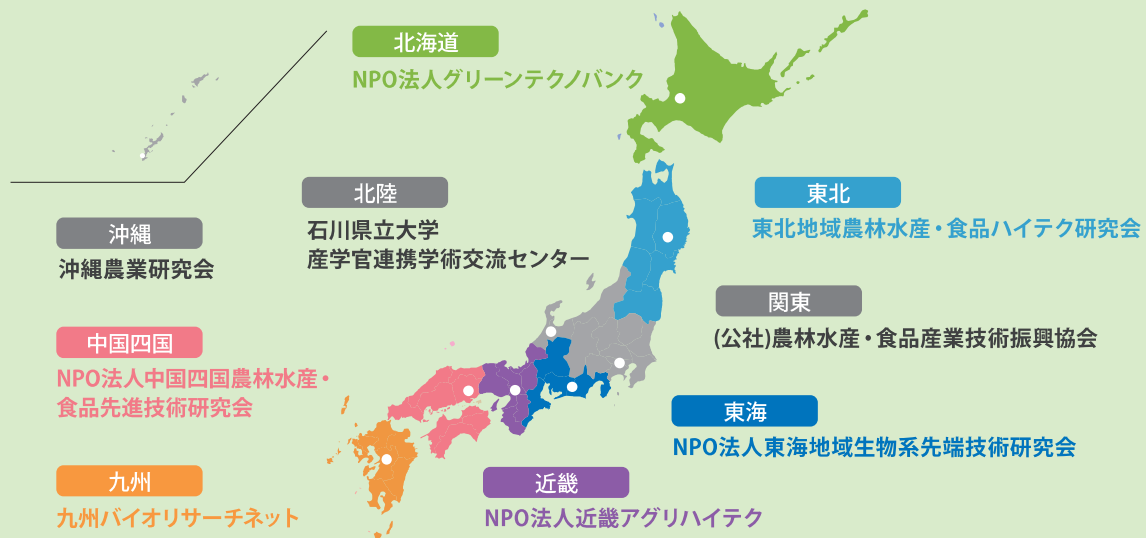 北海道
NPO法人グリーンテクノバンク
北陸
石川県立大学
産学官連携学術交流センター
東北
東北地域農林水産・食品ハイテク研究会
沖縄
沖縄農業研究会
関東
(公社)農林水産・食品産業技術振興協会
中国四国
NPO法人中国四国農林水産・
食品先進技術研究会
東海
NPO法人東海地域生物系先端技術研究会
九州
九州バイオリサーチネット
近畿
NPO法人近畿アグリハイテク